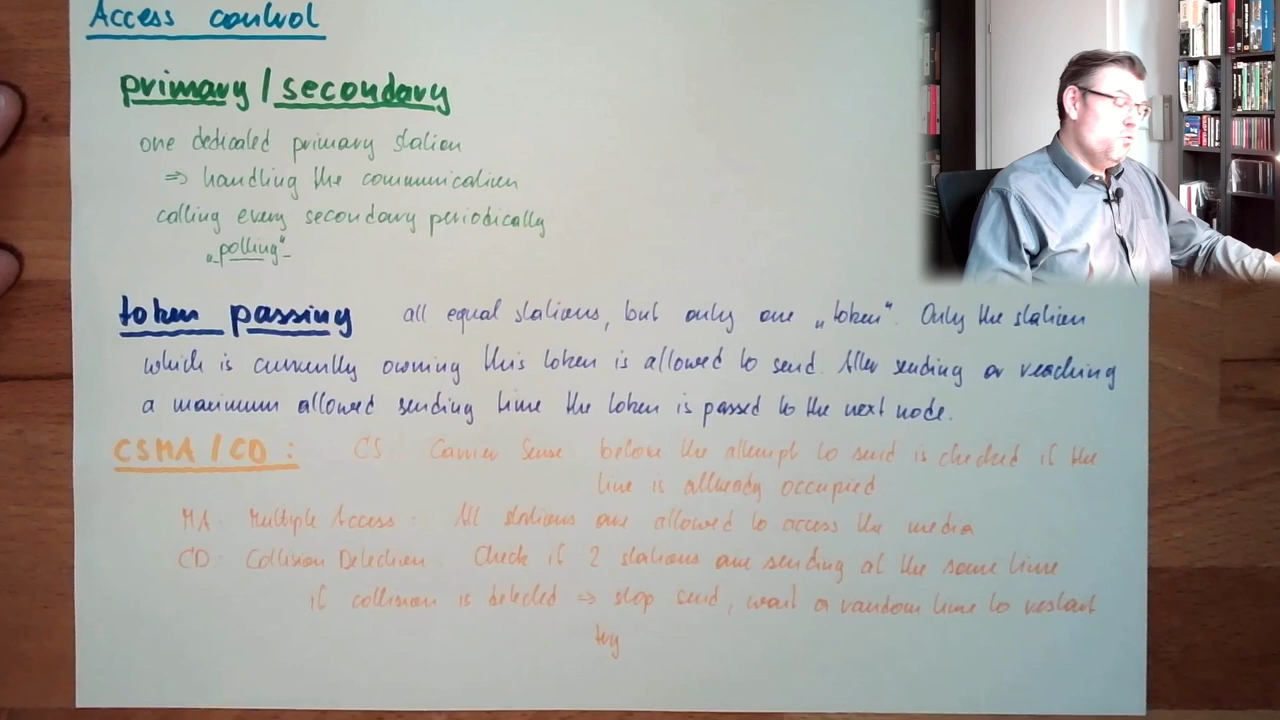 Access control
primary / secondary
one dedicated primary station
⇒ handling the communication
calling every secondary periodically
„polling“
token passing all equal stations, but only one „token“. Only the station
which is currently owning this token is allowed to send. After sending or reaching
a maximum allowed sending time the token is passed to the next node.
CSMA / CD : CS : Carrier Sense : before the attempt to send is checked if the
line is allready occupied
MA : Multiple Access : All stations are allowed to access the media
CD : Collision Detection : Check if 2 stations are sending at the same time
if collision is detected ⇒ stop send, wait a random time to restart
try